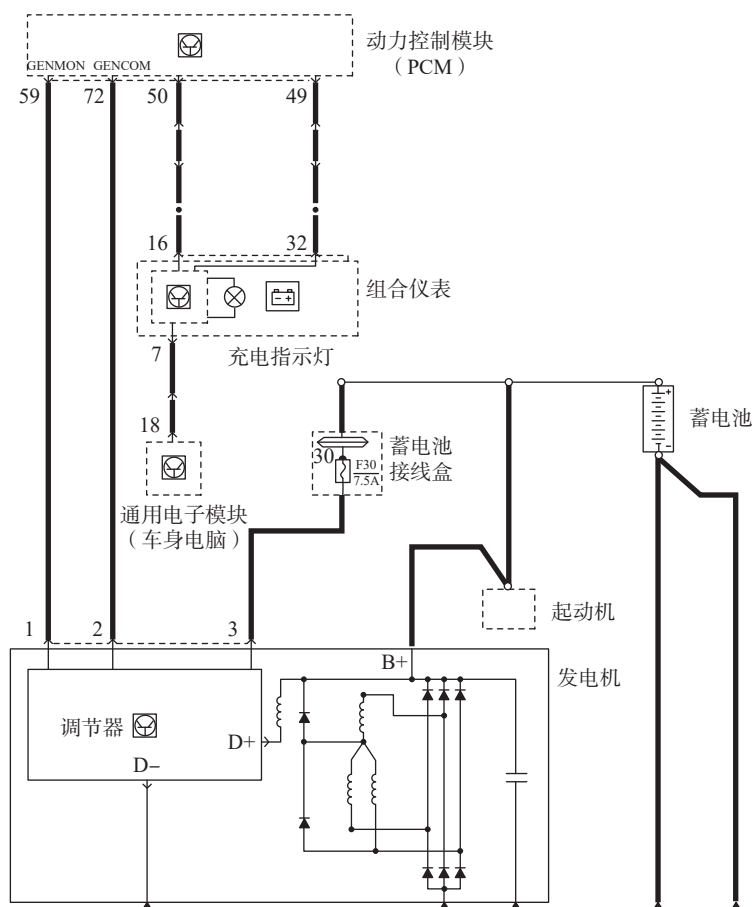 动力控制模块
（PCM）
GENMON GENCOM
59 72 50 49
16 32
组合仪表
- +
充电指示灯
7
18
通用电子模块
（车身电脑）
30
F30
7.5A
蓄电池
接线盒
+
-
蓄电池
起动机
1 2 3
B+
发电机
调节器
D+
D−